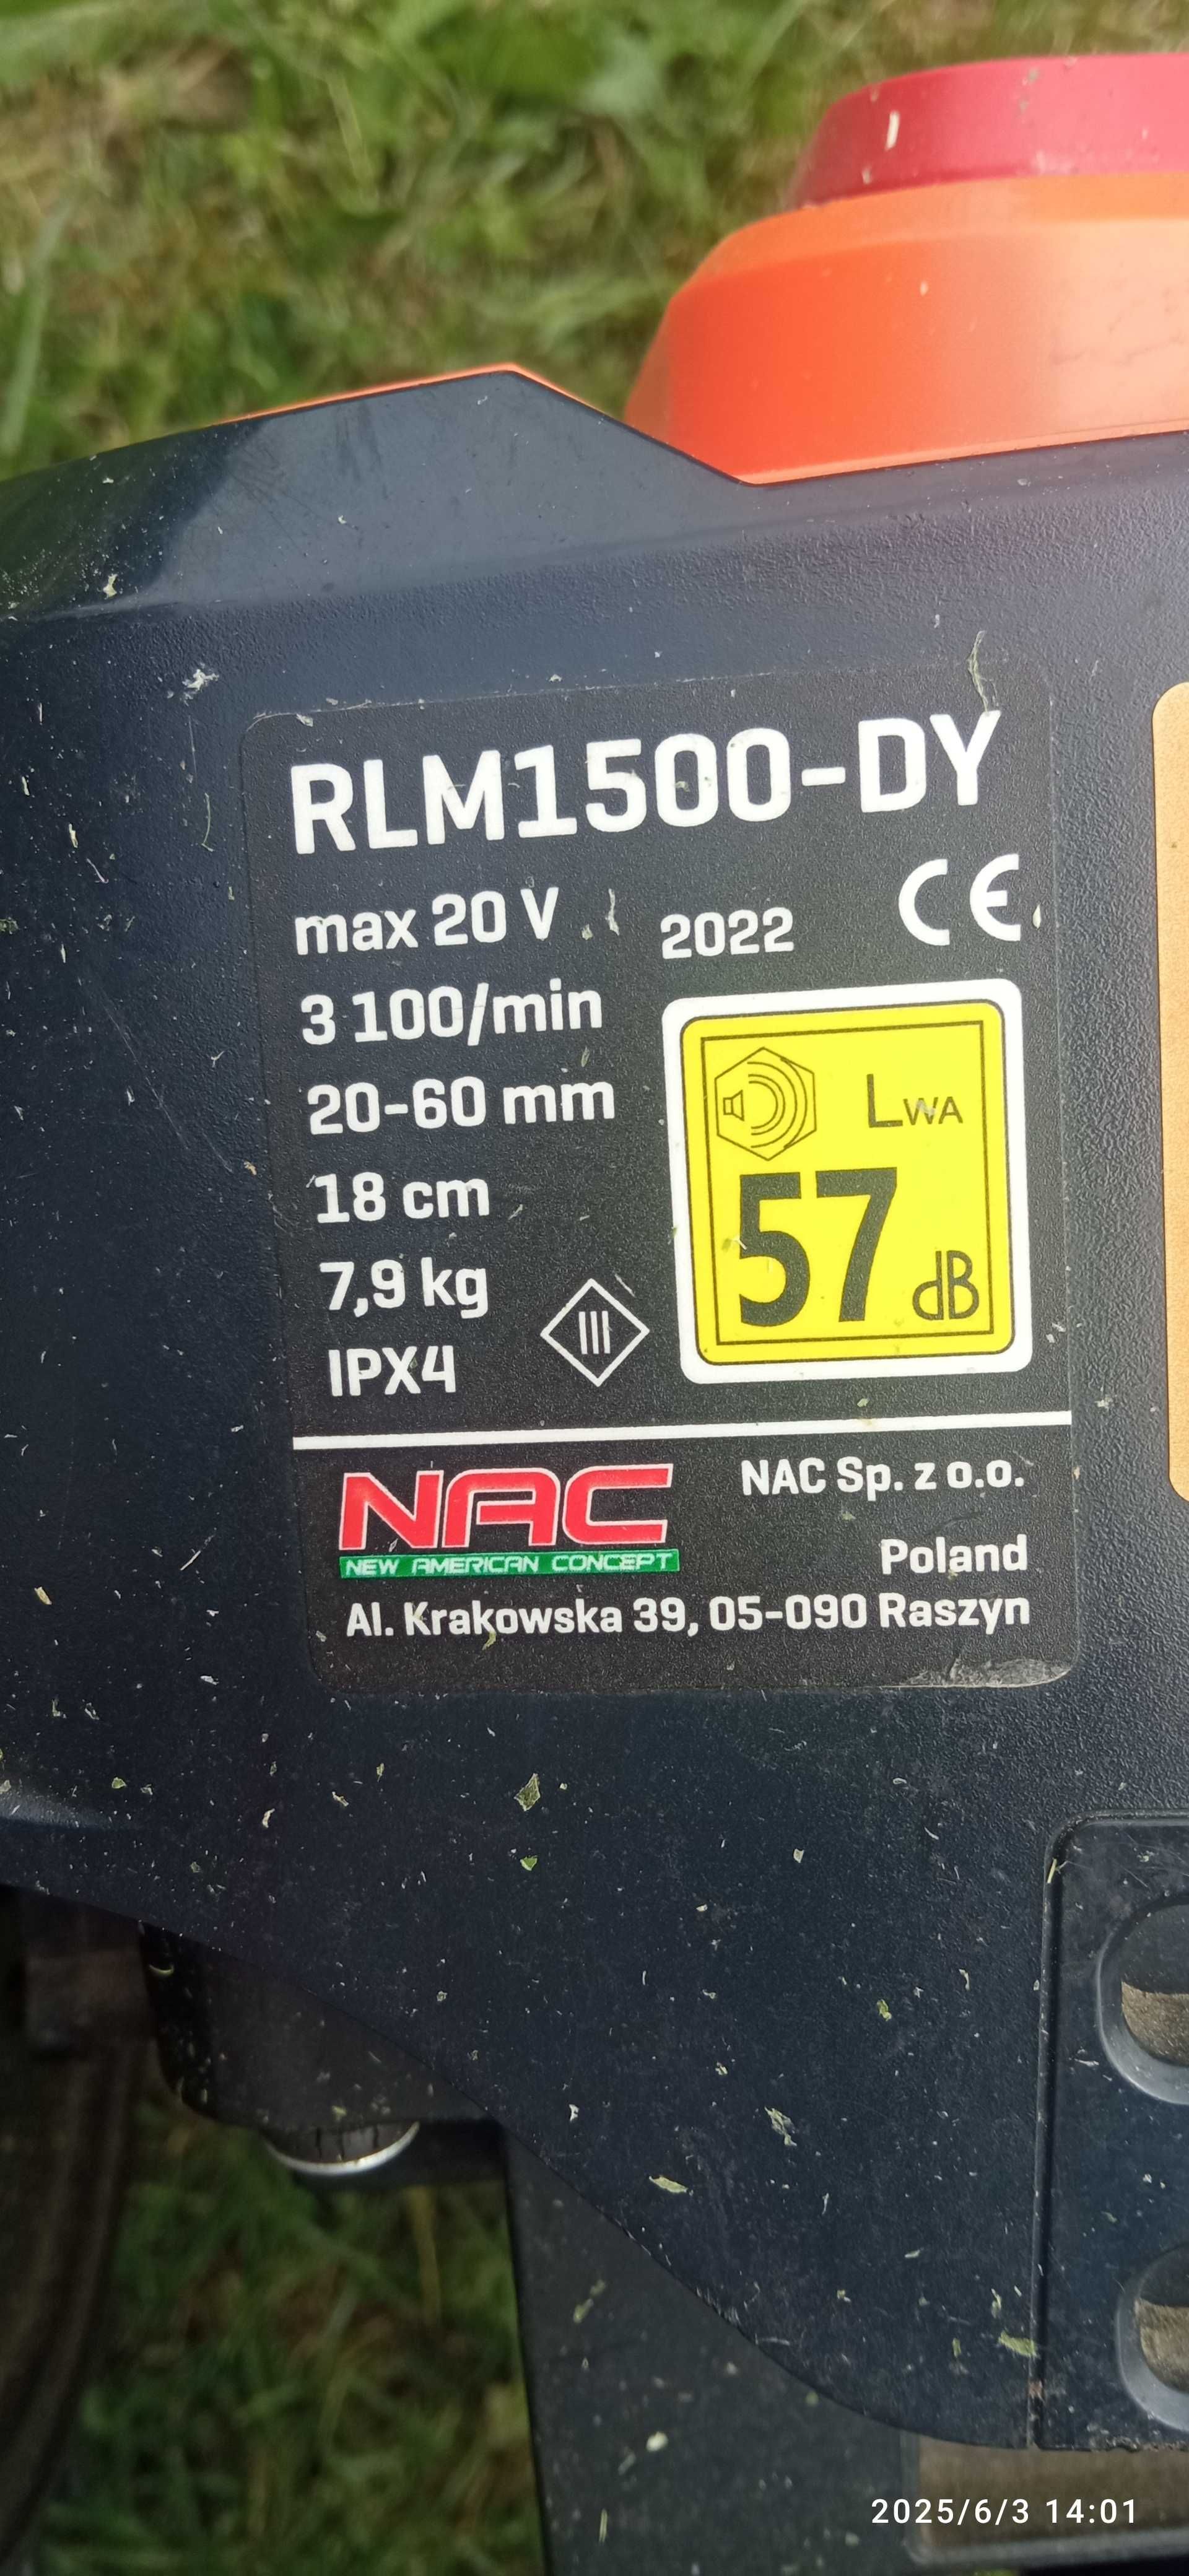 RLM1500-DY
max 20 V
2022
CE
3 100/min
20-60 mm
18 cm
7,9 kg
IPX4
III
LWA
57 dB
NAC
NEW AMERICAN CONCEPT
NAC Sp. z o.o.
Poland
Al. Krakowska 39, 05-090 Raszyn
2025/6/3 14:01